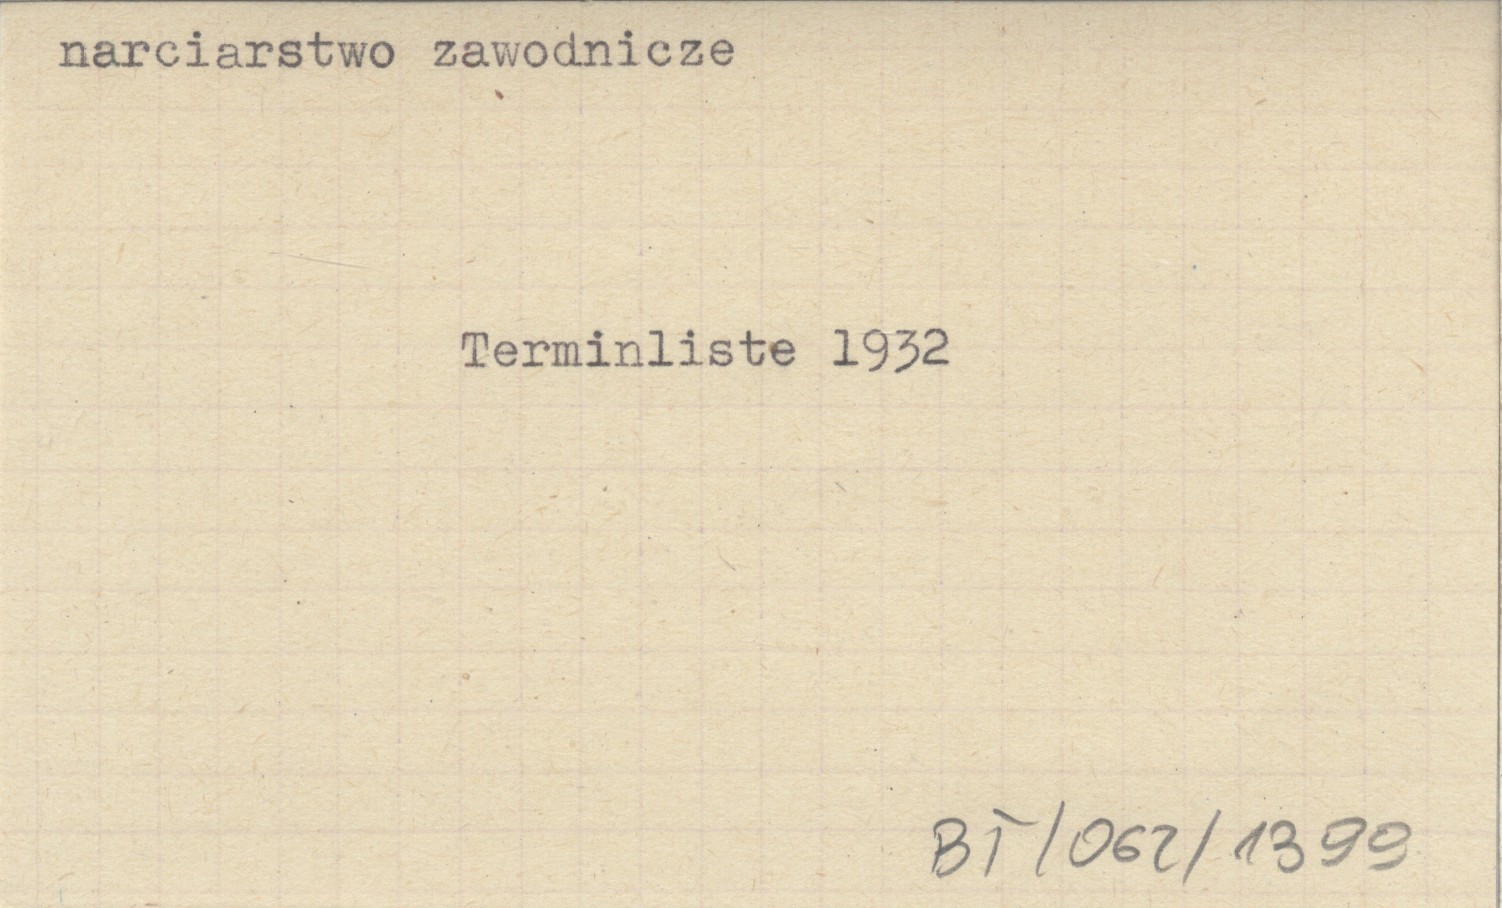 narciarstwo zawodnicze
Terminliste 1932
BT/062/1399